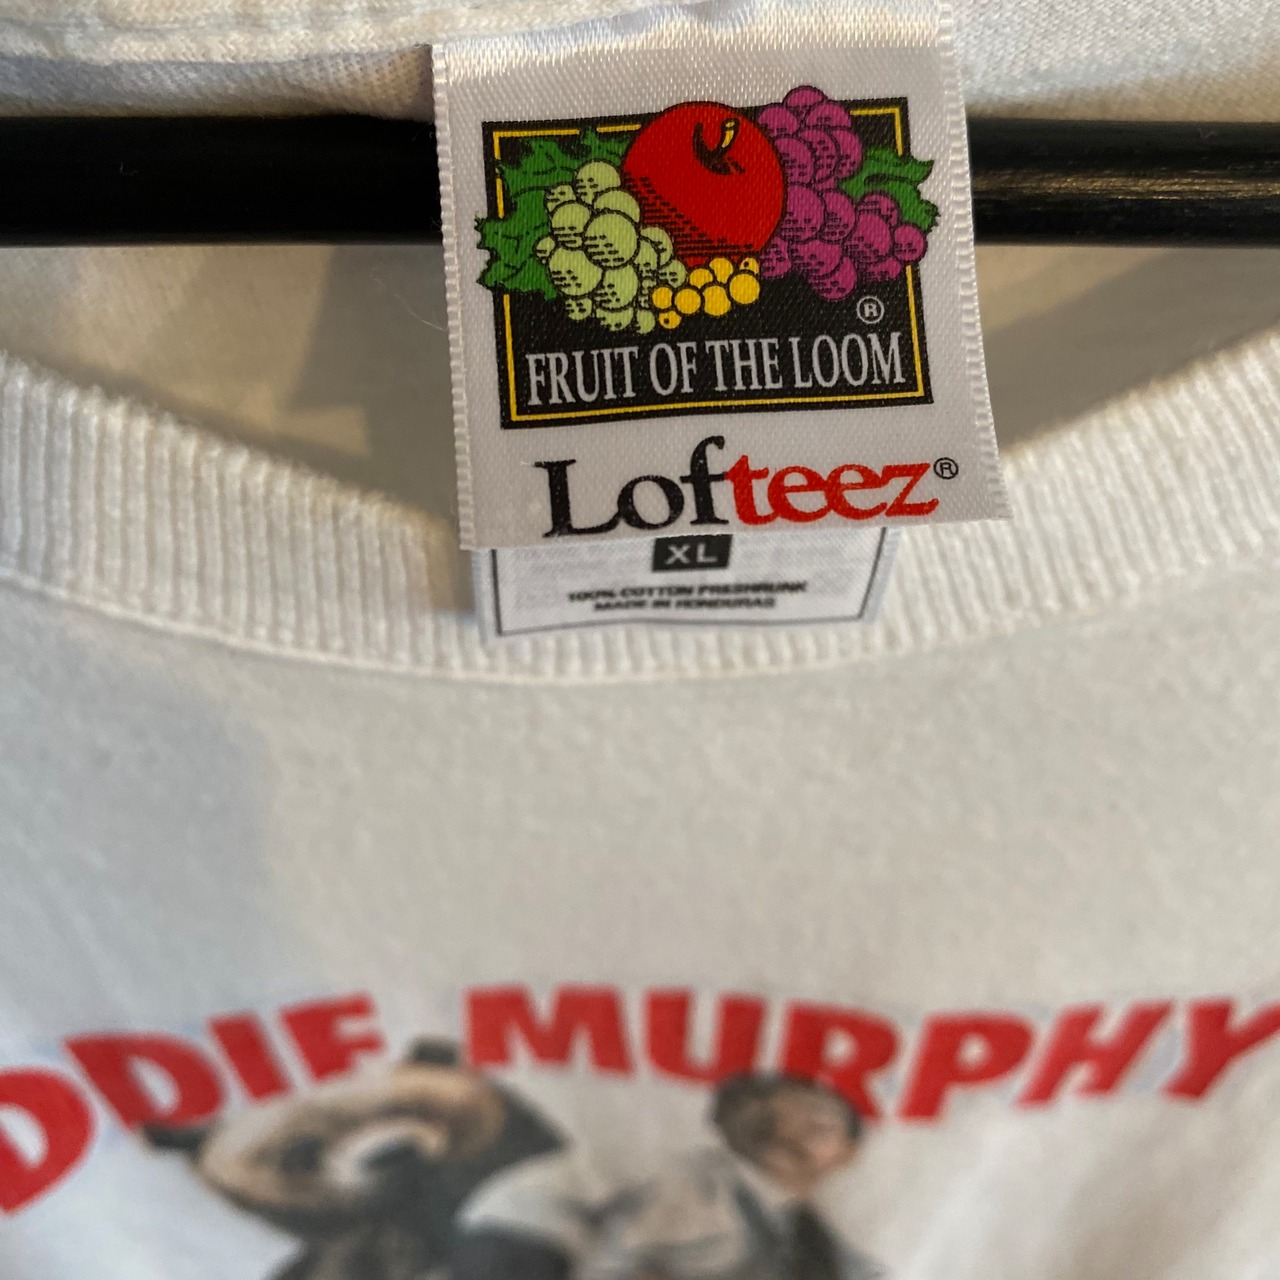 ®
FRUIT OF THE LOOM
Lofteez®
XL
100% COTTON PRESHRUNK
MADE IN HONDURAS
DDIE MURPHY